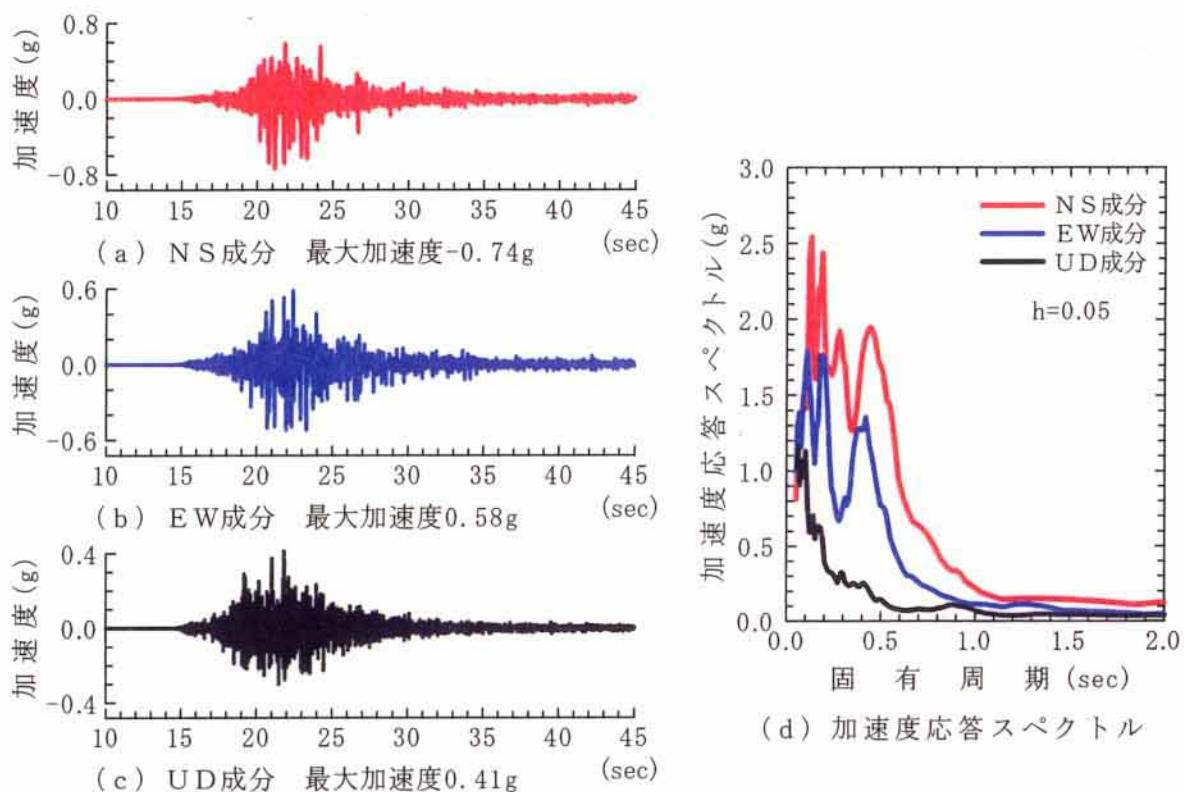 加速度(g)
0.8
0.0
-0.8
10 15 20 25 30 35 40 45
(a) NS成分 最大加速度-0.74g (sec)
加速度(g)
0.6
0.0
-0.6
10 15 20 25 30 35 40 45
(b) EW成分 最大加速度0.58g (sec)
加速度(g)
0.4
0.0
-0.4
10 15 20 25 30 35 40 45
(c) UD成分 最大加速度0.41g (sec)
加速度応答スペクトル(g)
3.0
2.5
2.0
1.5
1.0
0.5
0.0
NS成分
EW成分
UD成分
h=0.05
0.0 0.5 1.0 1.5 2.0
固有周期(sec)
(d) 加速度応答スペクトル